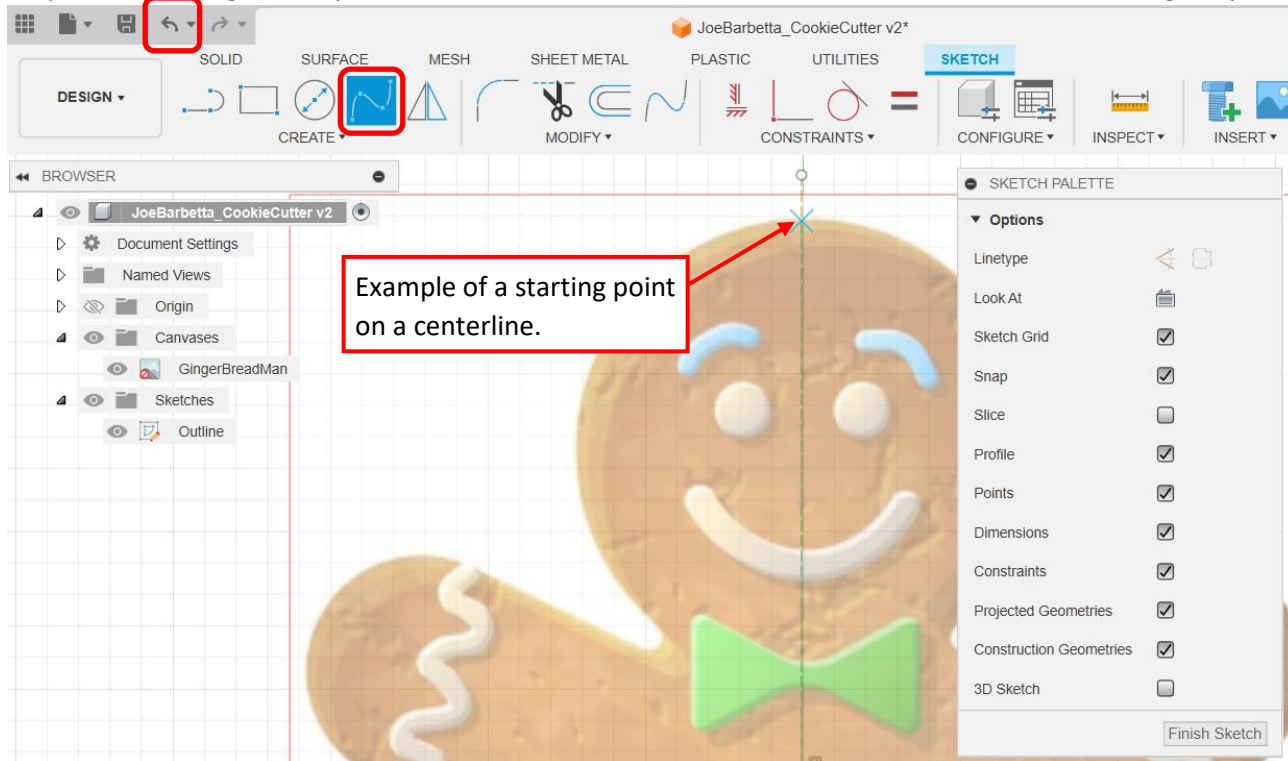 JoeBarbetta_CookieCutter v2*
SOLID SURFACE MESH SHEET METAL PLASTIC UTILITIES SKETCH
DESIGN
CREATE MODIFY CONSTRAINTS CONFIGURE INSPECT INSERT
BROWSER
JoeBarbetta_CookieCutter v2
Document Settings
Named Views
Origin
Canvases
GingerBreadMan
Sketches
Outline
Example of a starting point
on a centerline.
SKETCH PALETTE
Options
Linetype
Look At
Sketch Grid
Snap
Slice
Profile
Points
Dimensions
Constraints
Projected Geometries
Construction Geometries
3D Sketch
Finish Sketch